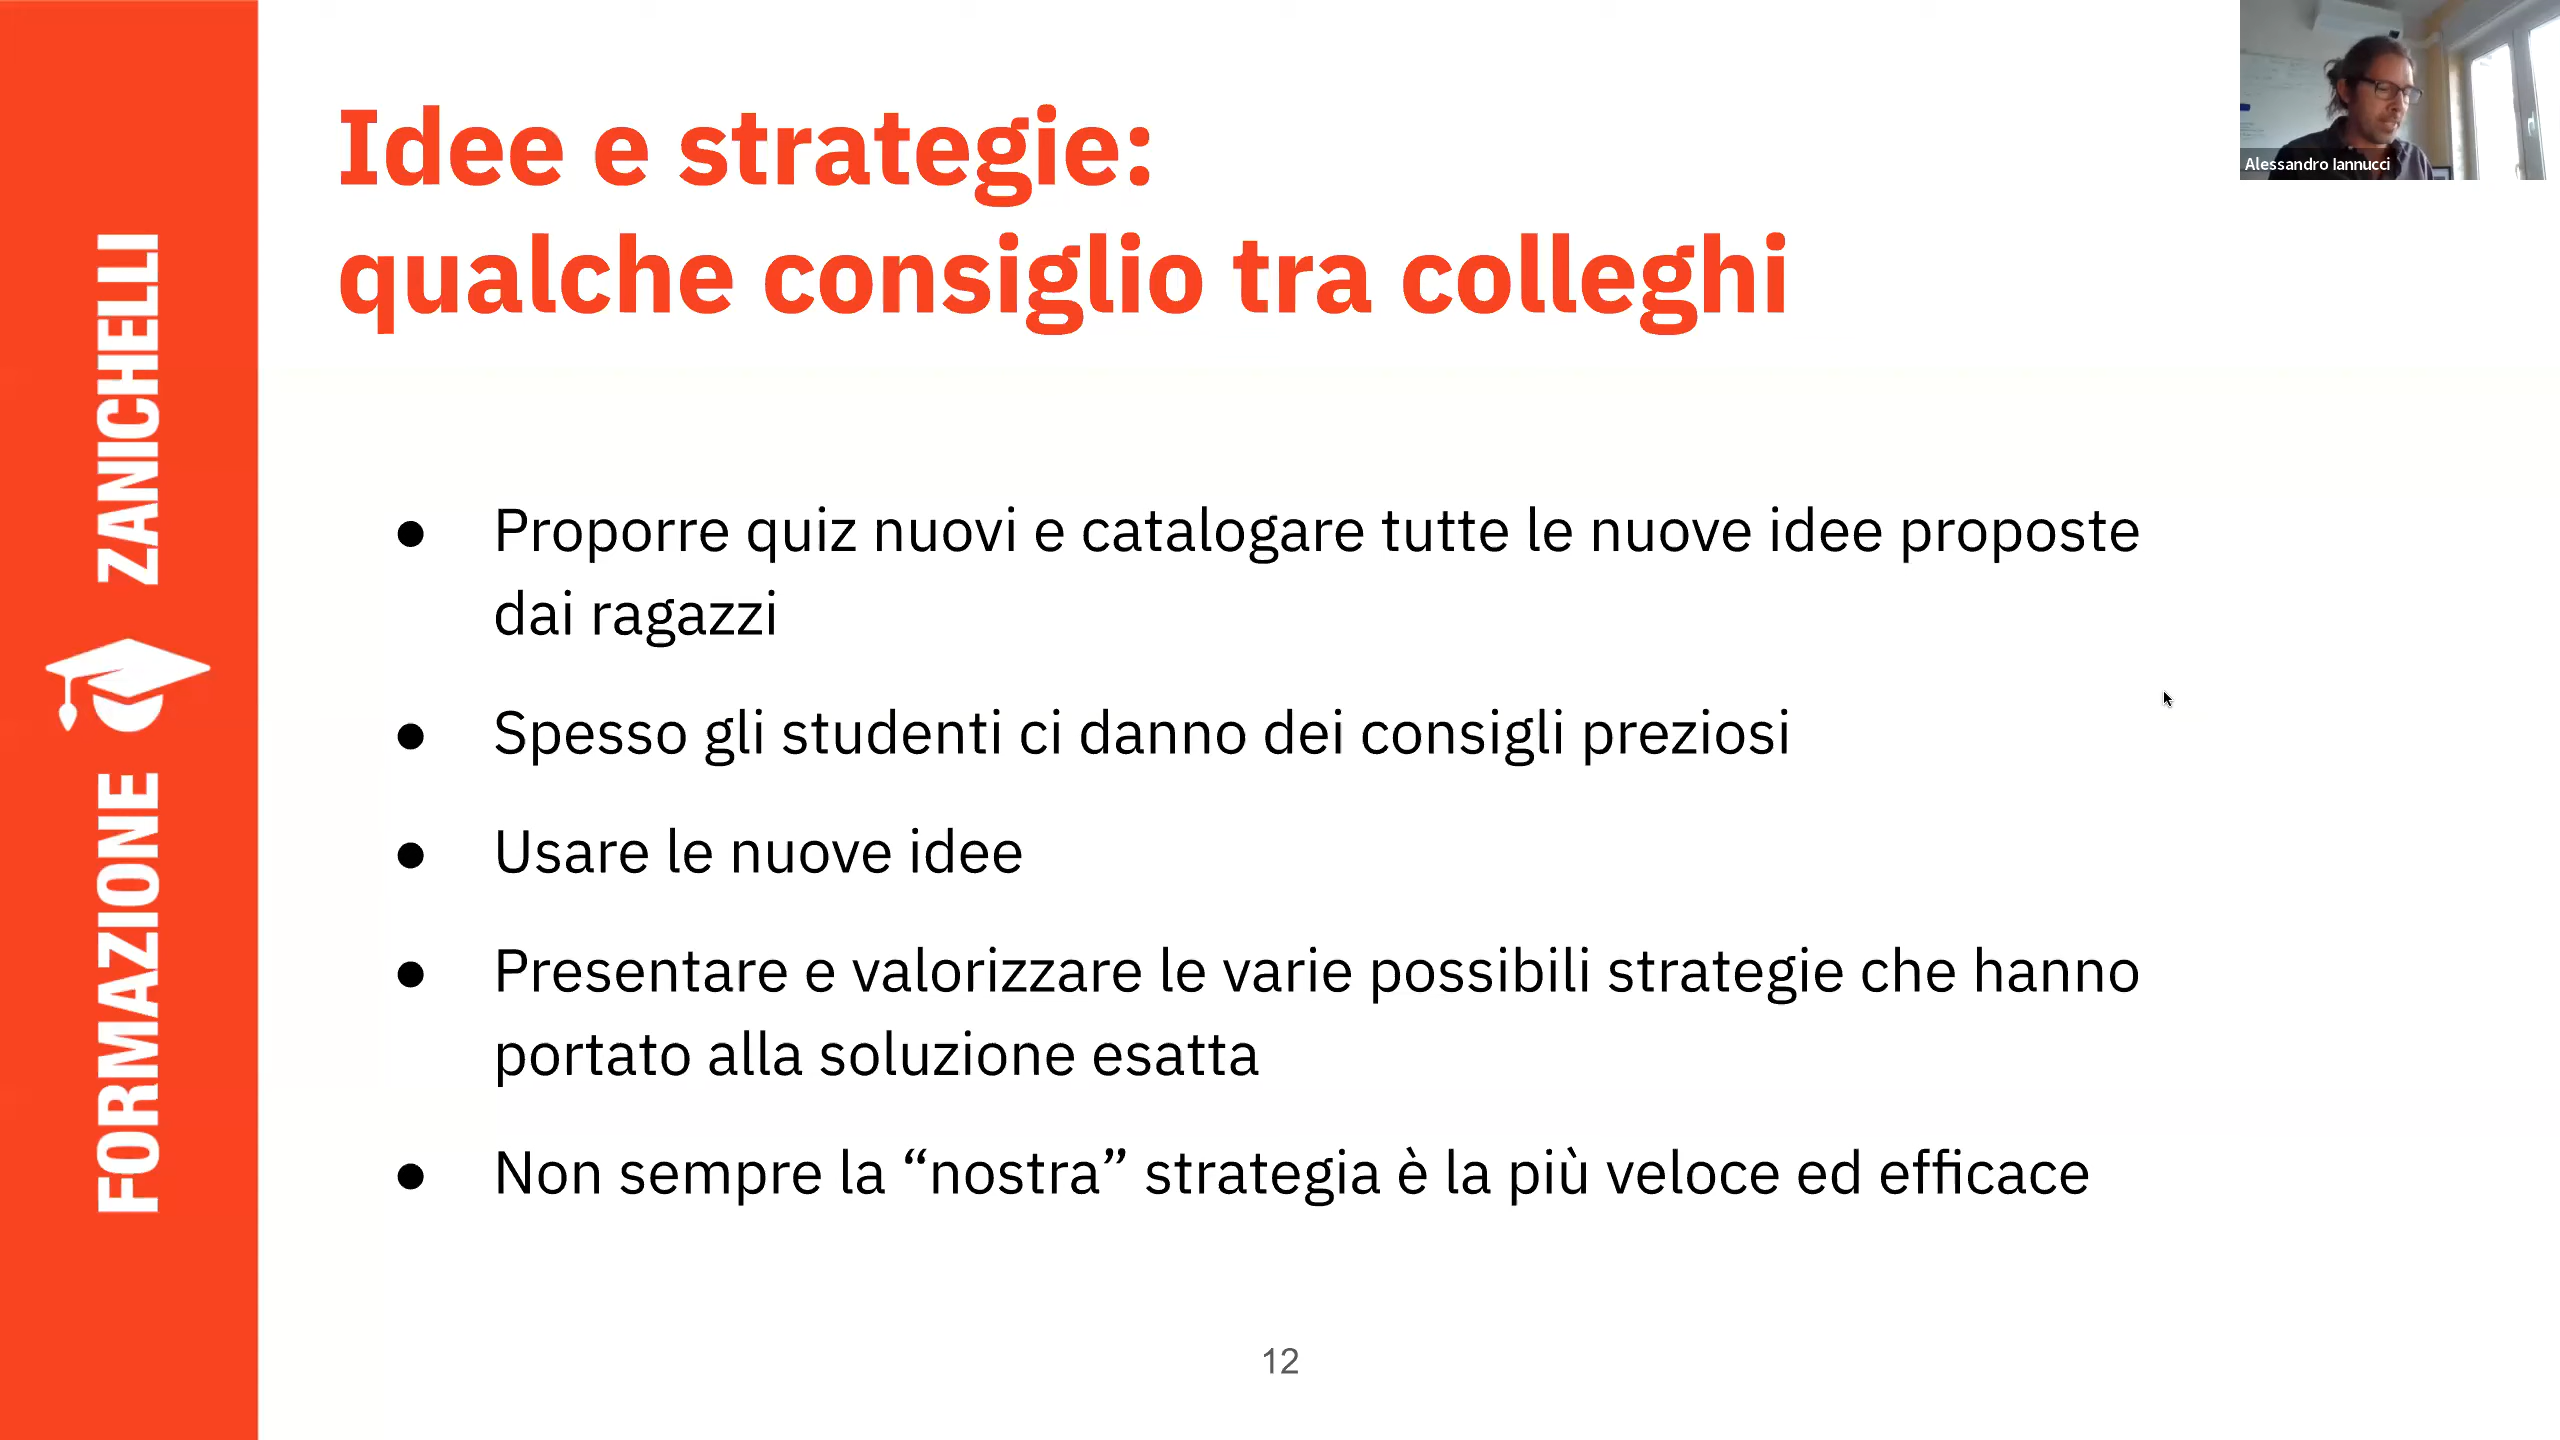 FORMAZIONE ZANICHELLI
Idee e strategie:
qualche consiglio tra colleghi
Alessandro Iannucci
● Proporre quiz nuovi e catalogare tutte le nuove idee proposte
dai ragazzi
● Spesso gli studenti ci danno dei consigli preziosi
● Usare le nuove idee
● Presentare e valorizzare le varie possibili strategie che hanno
portato alla soluzione esatta
● Non sempre la “nostra” strategia è la più veloce ed efficace
12